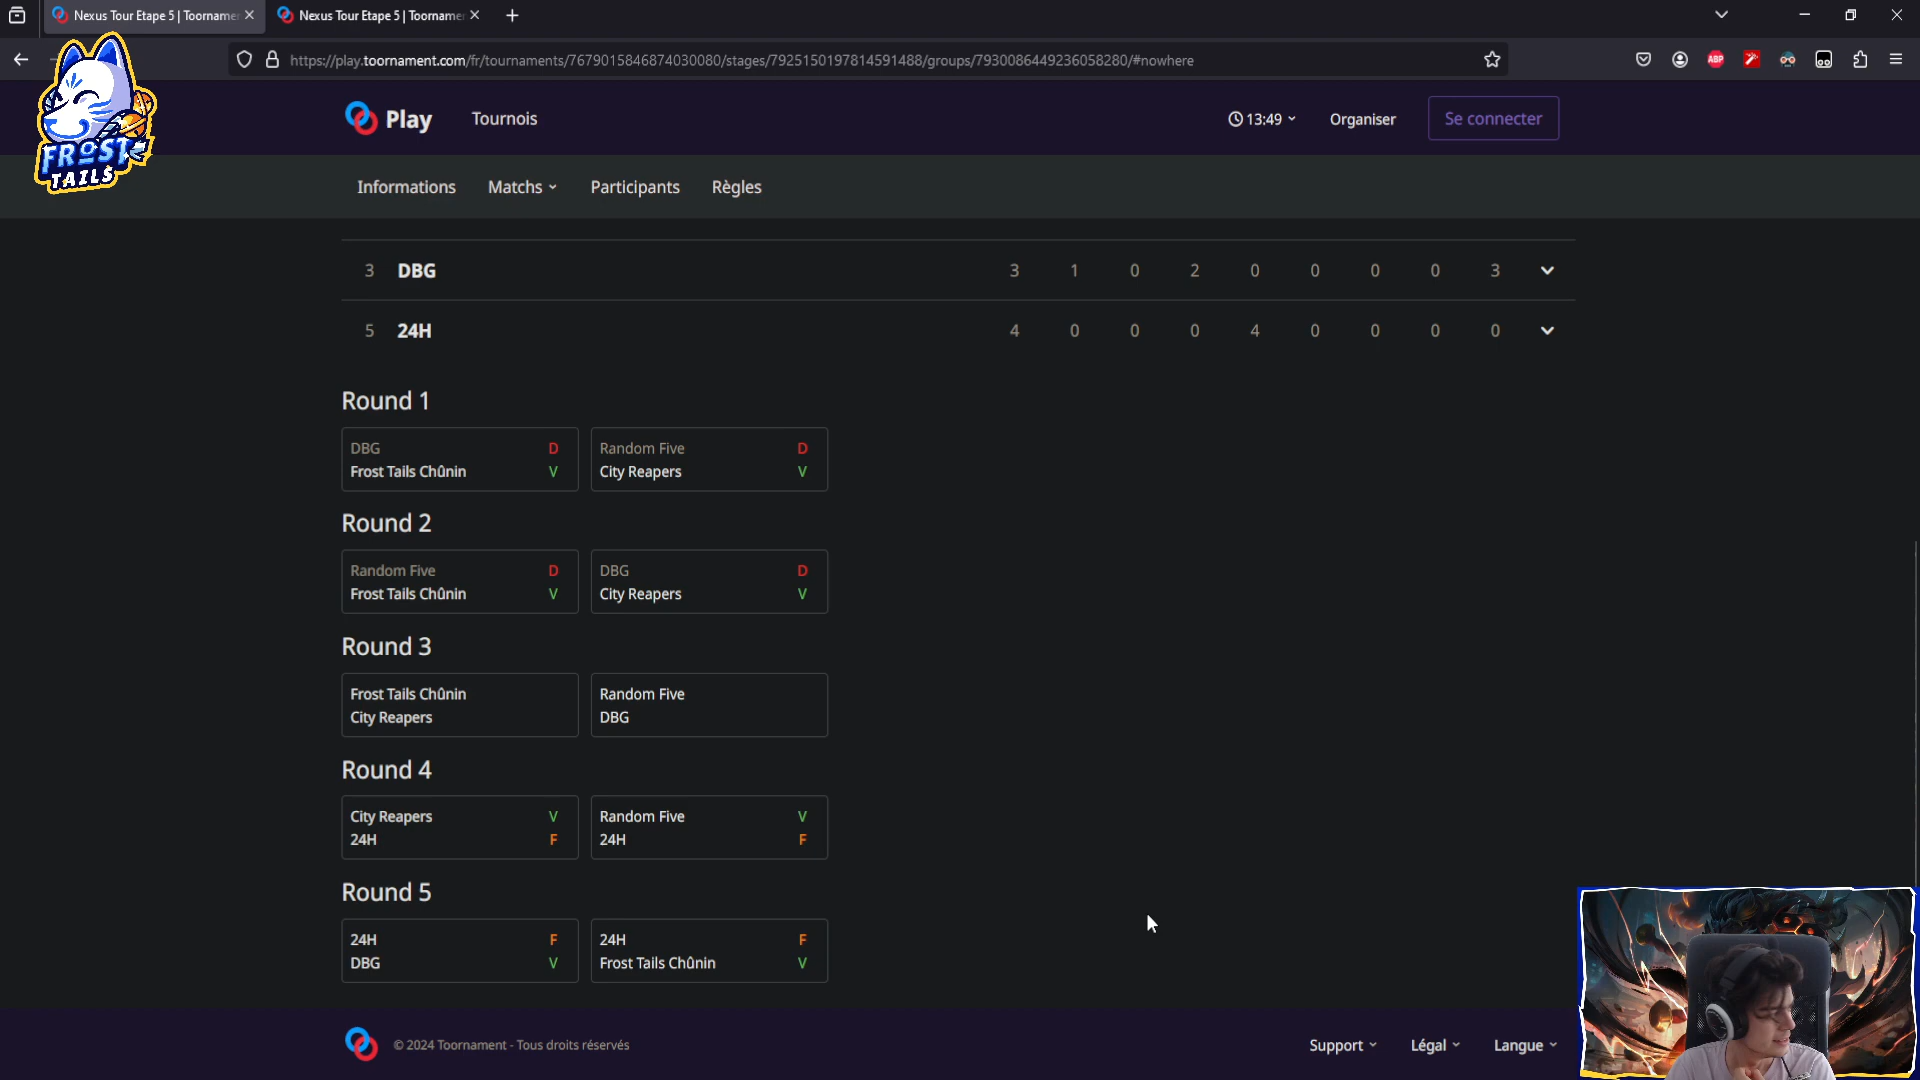 Nexus Tour Etape 5 | Toorname
Nexus Tour Etape 5 | Toorname
https://play.toornament.com/fr/tournaments/7679015846874030080/stages/7925150197814591488/groups/7930086449236058280/#nowhere
ABP
FROST
TAILS
Play
Tournois
13:49
Organiser
Se connecter
Informations
Matchs
Participants
Règles
3 DBG 3 1 0 2 0 0 0 0 3
5 24H 4 0 0 0 4 0 0 0 0
Round 1
DBG D
Frost Tails Chûnin V
Random Five D
City Reapers V
Round 2
Random Five D
Frost Tails Chûnin V
DBG D
City Reapers V
Round 3
Frost Tails Chûnin
City Reapers
Random Five
DBG
Round 4
City Reapers V
24H F
Random Five V
24H F
Round 5
24H F
DBG V
24H F
Frost Tails Chûnin V
© 2024 Toornament - Tous droits réservés
Support
Légal
Langue